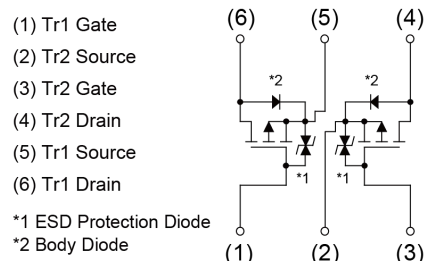 (1) Tr1 Gate
(2) Tr2 Source
(3) Tr2 Gate
(4) Tr2 Drain
(5) Tr1 Source
(6) Tr1 Drain
*1 ESD Protection Diode
*2 Body Diode
(6) (5) (4)
*2 *2
*1 *1
(1) (2) (3)